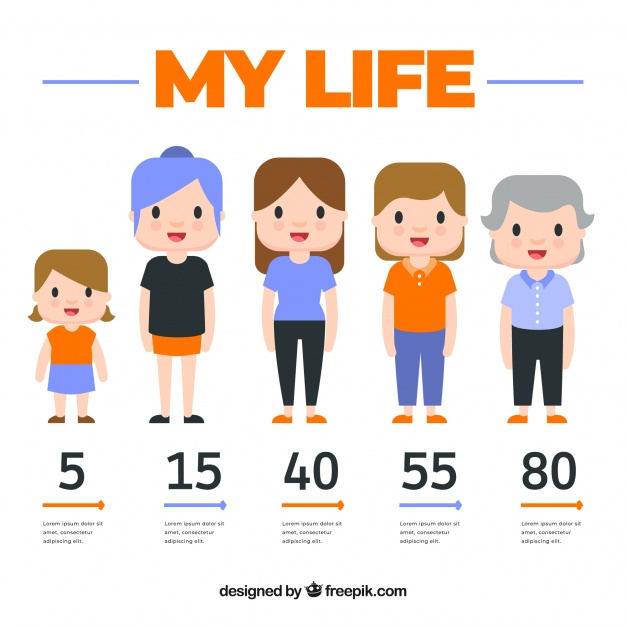 MY LIFE
5 15 40 55 80
Lorem ipsum dolor sit
amet, consectetur
adipiscing elit.
Lorem ipsum dolor sit
amet, consectetur
adipiscing elit.
Lorem ipsum dolor sit
amet, consectetur
adipiscing elit.
Lorem ipsum dolor sit
amet, consectetur
adipiscing elit.
Lorem ipsum dolor sit
amet, consectetur
adipiscing elit.
designed by freepik.com